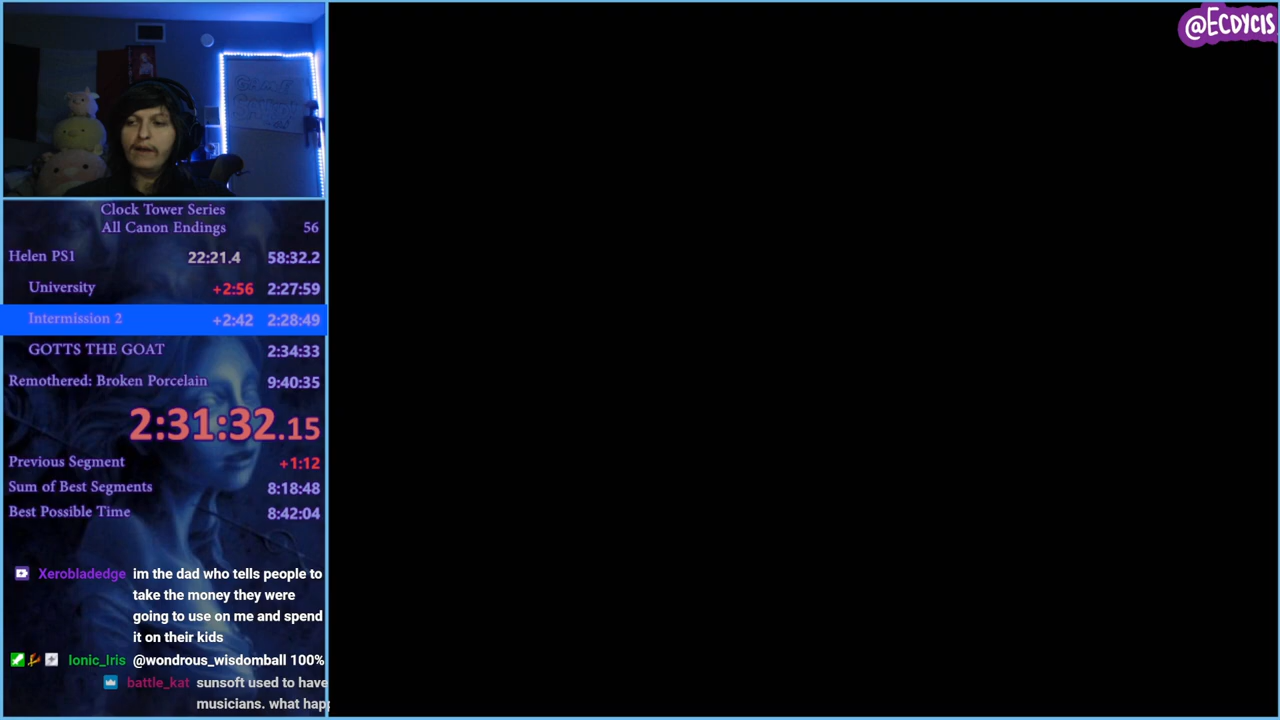 @ECDYCIS
Clock Tower Series
All Canon Endings 56
Helen PS1 22:21.4 58:32.2
University +2:56 2:27:59
Intermission 2 +2:42 2:28:49
GOTTS THE GOAT 2:34:33
Remothered: Broken Porcelain 9:40:35
2:31:32.15
Previous Segment +1:12
Sum of Best Segments 8:18:48
Best Possible Time 8:42:04
Xerobladedge im the dad who tells people to
take the money they were
going to use on me and spend
it on their kids
Ionic_Iris @wondrous_wisdomball 100%
battle_kat sunsoft used to have
musicians. what hap